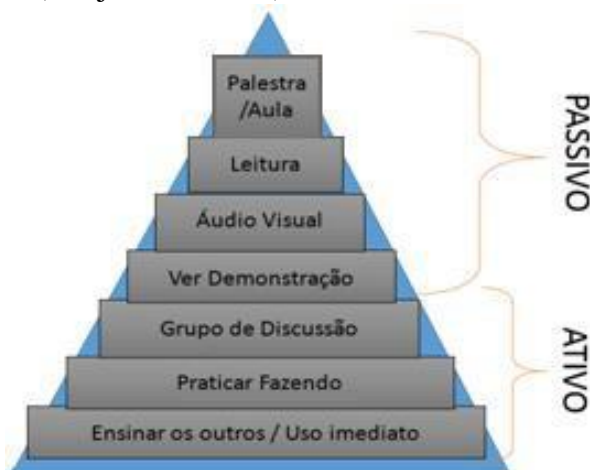 Palestra
/Aula
Leitura
Áudio Visual
Ver Demonstração
Grupo de Discussão
Praticar Fazendo
Ensinar os outros / Uso imediato
PASSIVO
ATIVO